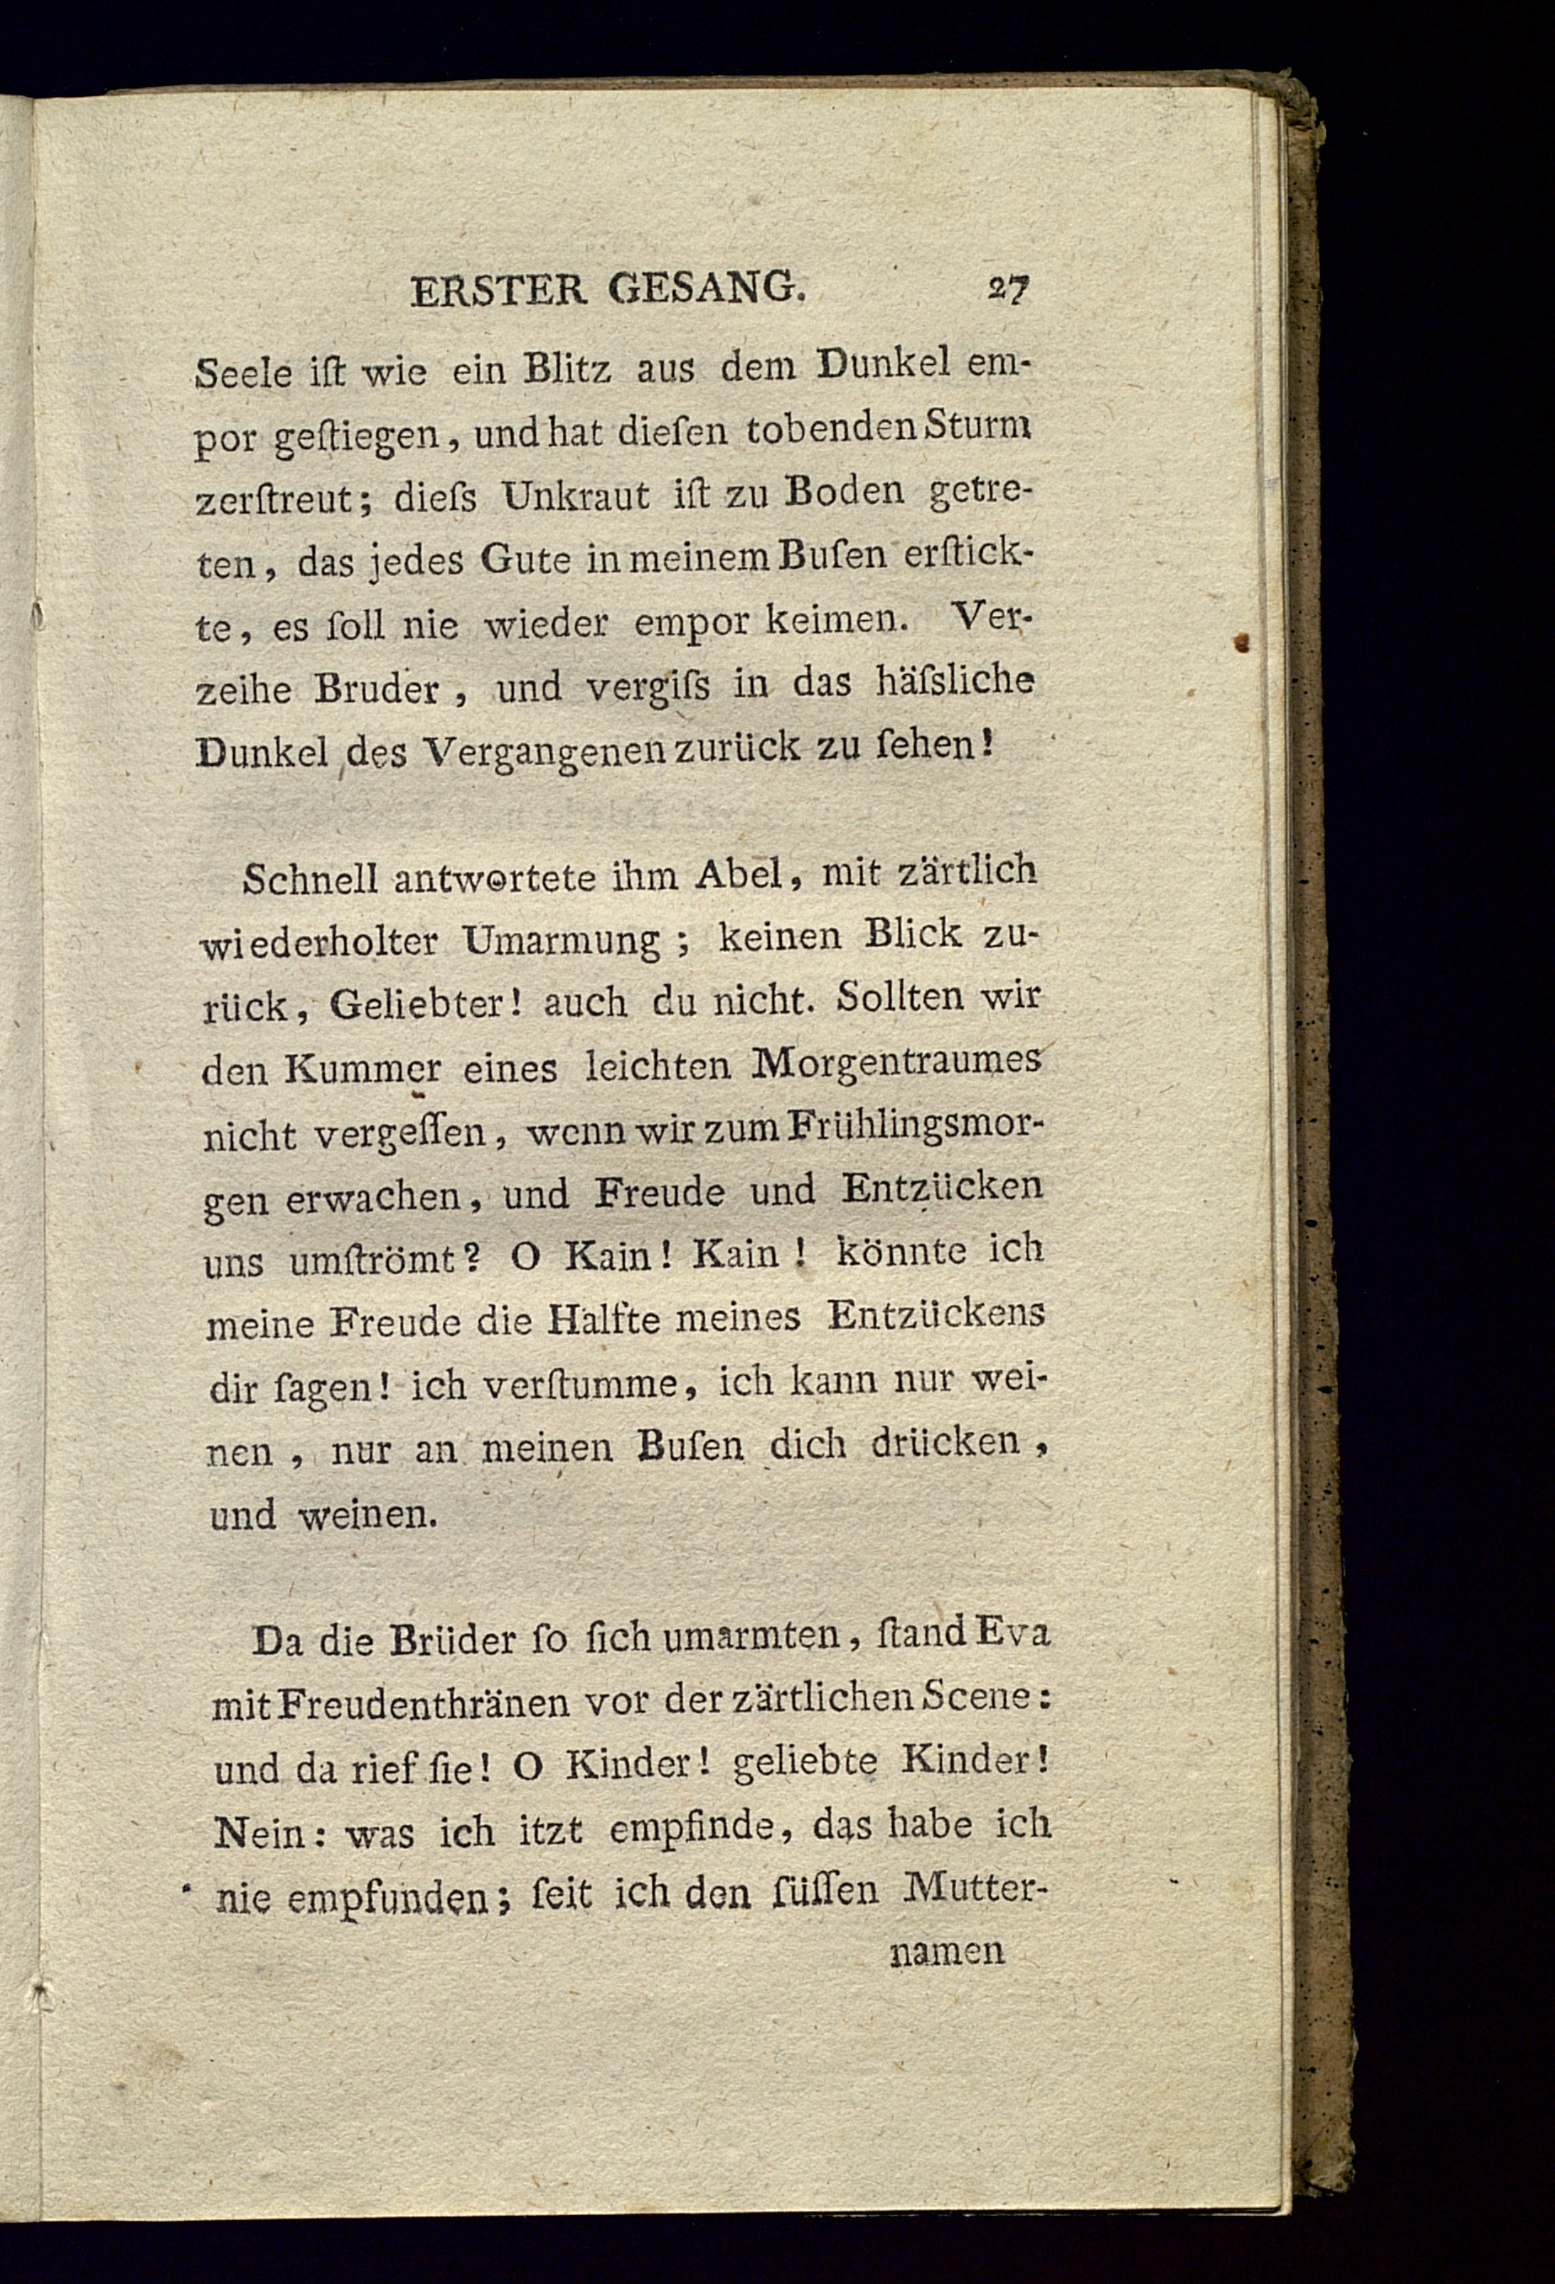 ERSTER GESANG. 27
Seele iſt wie ein Blitz aus dem Dunkel em-
por geſtiegen, und hat dieſen tobenden Sturm
zerſtreut; dieſs Unkraut iſt zu Boden getre-
ten, das jedes Gute in meinem Buſen erſtick-
te, es ſoll nie wieder empor keimen. Ver-
zeihe Bruder, und vergiſs in das häſsliche
Dunkel des Vergangenen zurück zu ſehen!
Schnell antwortete ihm Abel, mit zärtlich
wiederholter Umarmung; keinen Blick zu-
rück, Geliebter! auch du nicht. Sollten wir
den Kummer eines leichten Morgentraumes
nicht vergeſſen, wenn wir zum Frühlingsmor-
gen erwachen, und Freude und Entzücken
uns umſtrömt? O Kain! Kain! könnte ich
meine Freude die Hälfte meines Entzückens
dir ſagen! ich verſtumme, ich kann nur wei-
nen, nur an meinen Buſen dich drücken,
und weinen.
Da die Brüder ſo ſich umarmten, ſtand Eva
mit Freudenthränen vor der zärtlichen Scene:
und da rief ſie! O Kinder! geliebte Kinder!
Nein: was ich itzt empfinde, das habe ich
nie empfunden; ſeit ich den ſüſſen Mutter-
namen